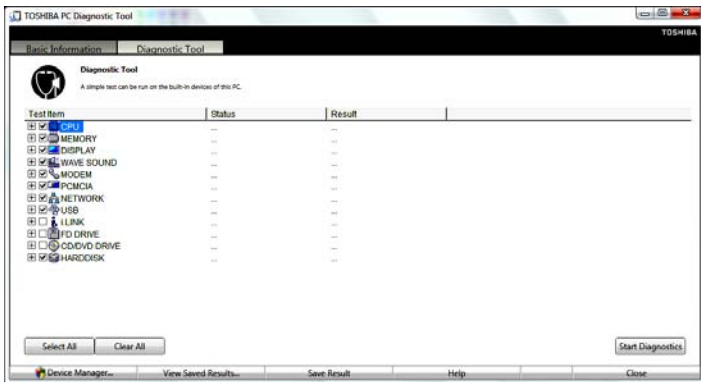 TOSHIBA PC Diagnostic Tool
TOSHIBA
Basic Information Diagnostic Tool
Diagnostic Tool
A simple test can be run on the built-in devices of this PC.
Test Item Status Result
CPU ... ...
MEMORY ... ...
DISPLAY ... ...
WAVE SOUND ... ...
MODEM ... ...
PCMCIA ... ...
NETWORK ... ...
USB ... ...
i.LINK ... ...
FD DRIVE ... ...
CD/DVD DRIVE ... ...
HARDDISK ... ...
Select All Clear All Start Diagnostics
Device Manager... View Saved Results... Save Result Help Close